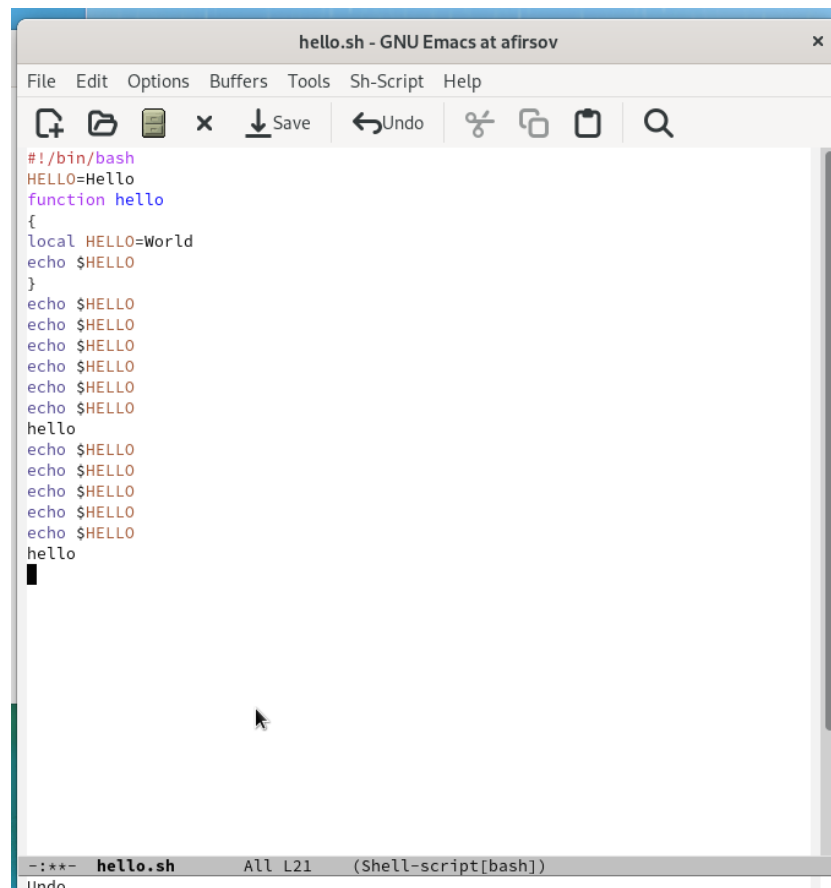 hello.sh - GNU Emacs at afirsov ×
File Edit Options Buffers Tools Sh-Script Help
Save Undo
#!/bin/bash
HELLO=Hello
function hello
{
local HELLO=World
echo $HELLO
}
echo $HELLO
echo $HELLO
echo $HELLO
echo $HELLO
echo $HELLO
echo $HELLO
hello
echo $HELLO
echo $HELLO
echo $HELLO
echo $HELLO
echo $HELLO
hello
-:**- hello.sh All L21 (Shell-script[bash])
Undo